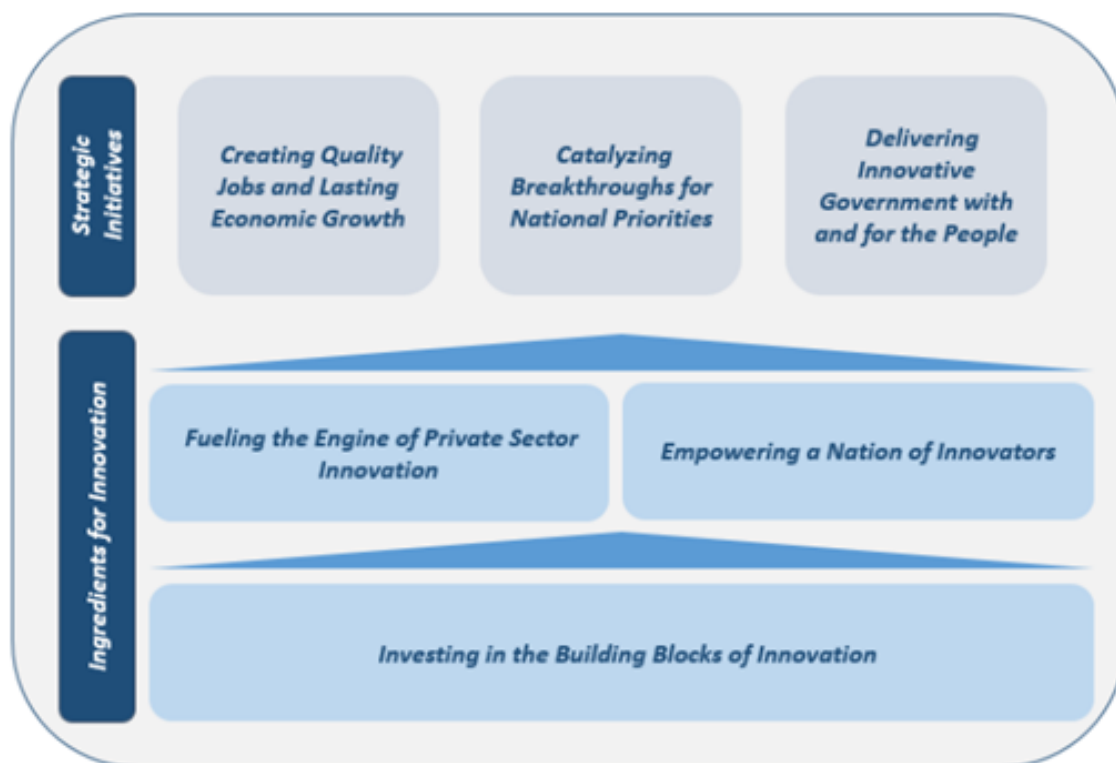 Strategic
Initiatives
Creating Quality
Jobs and Lasting
Economic Growth
Catalyzing
Breakthroughs for
National Priorities
Delivering
Innovative
Government with
and for the People
Ingredients for Innovation
Fueling the Engine of Private Sector
Innovation
Empowering a Nation of Innovators
Investing in the Building Blocks of Innovation